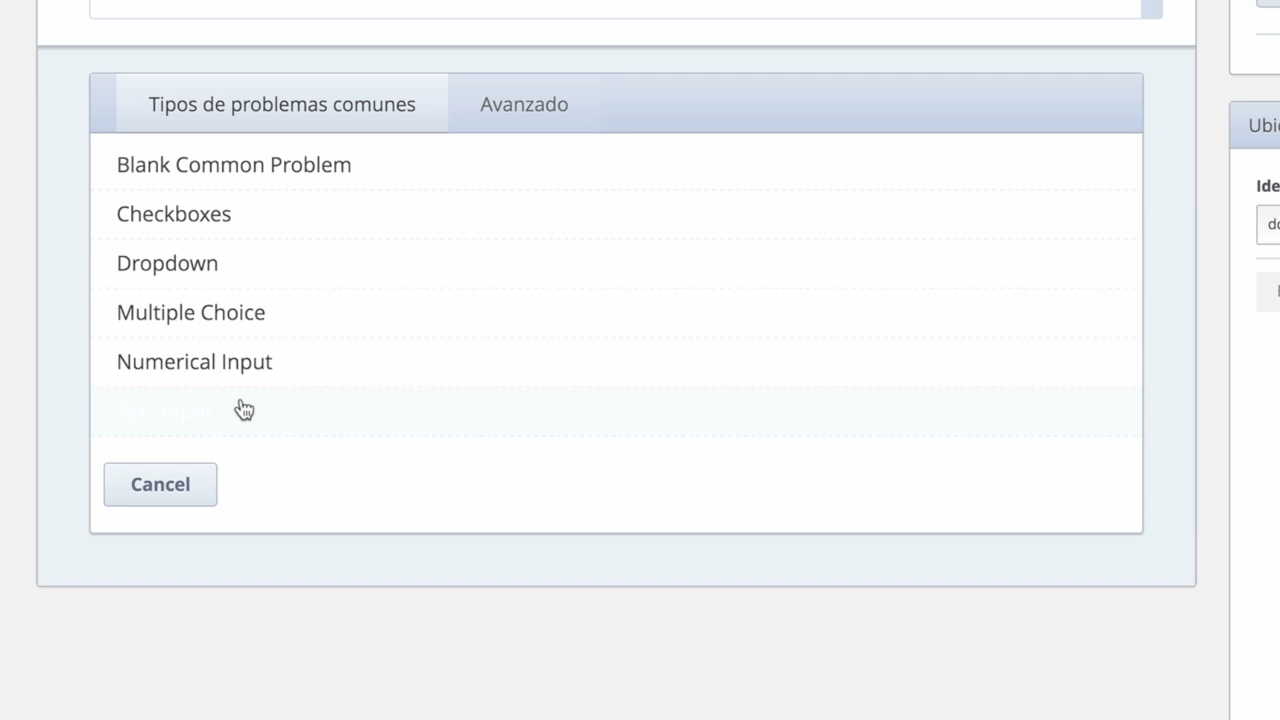 Tipos de problemas comunes
Avanzado
Blank Common Problem
Checkboxes
Dropdown
Multiple Choice
Numerical Input
Cancel